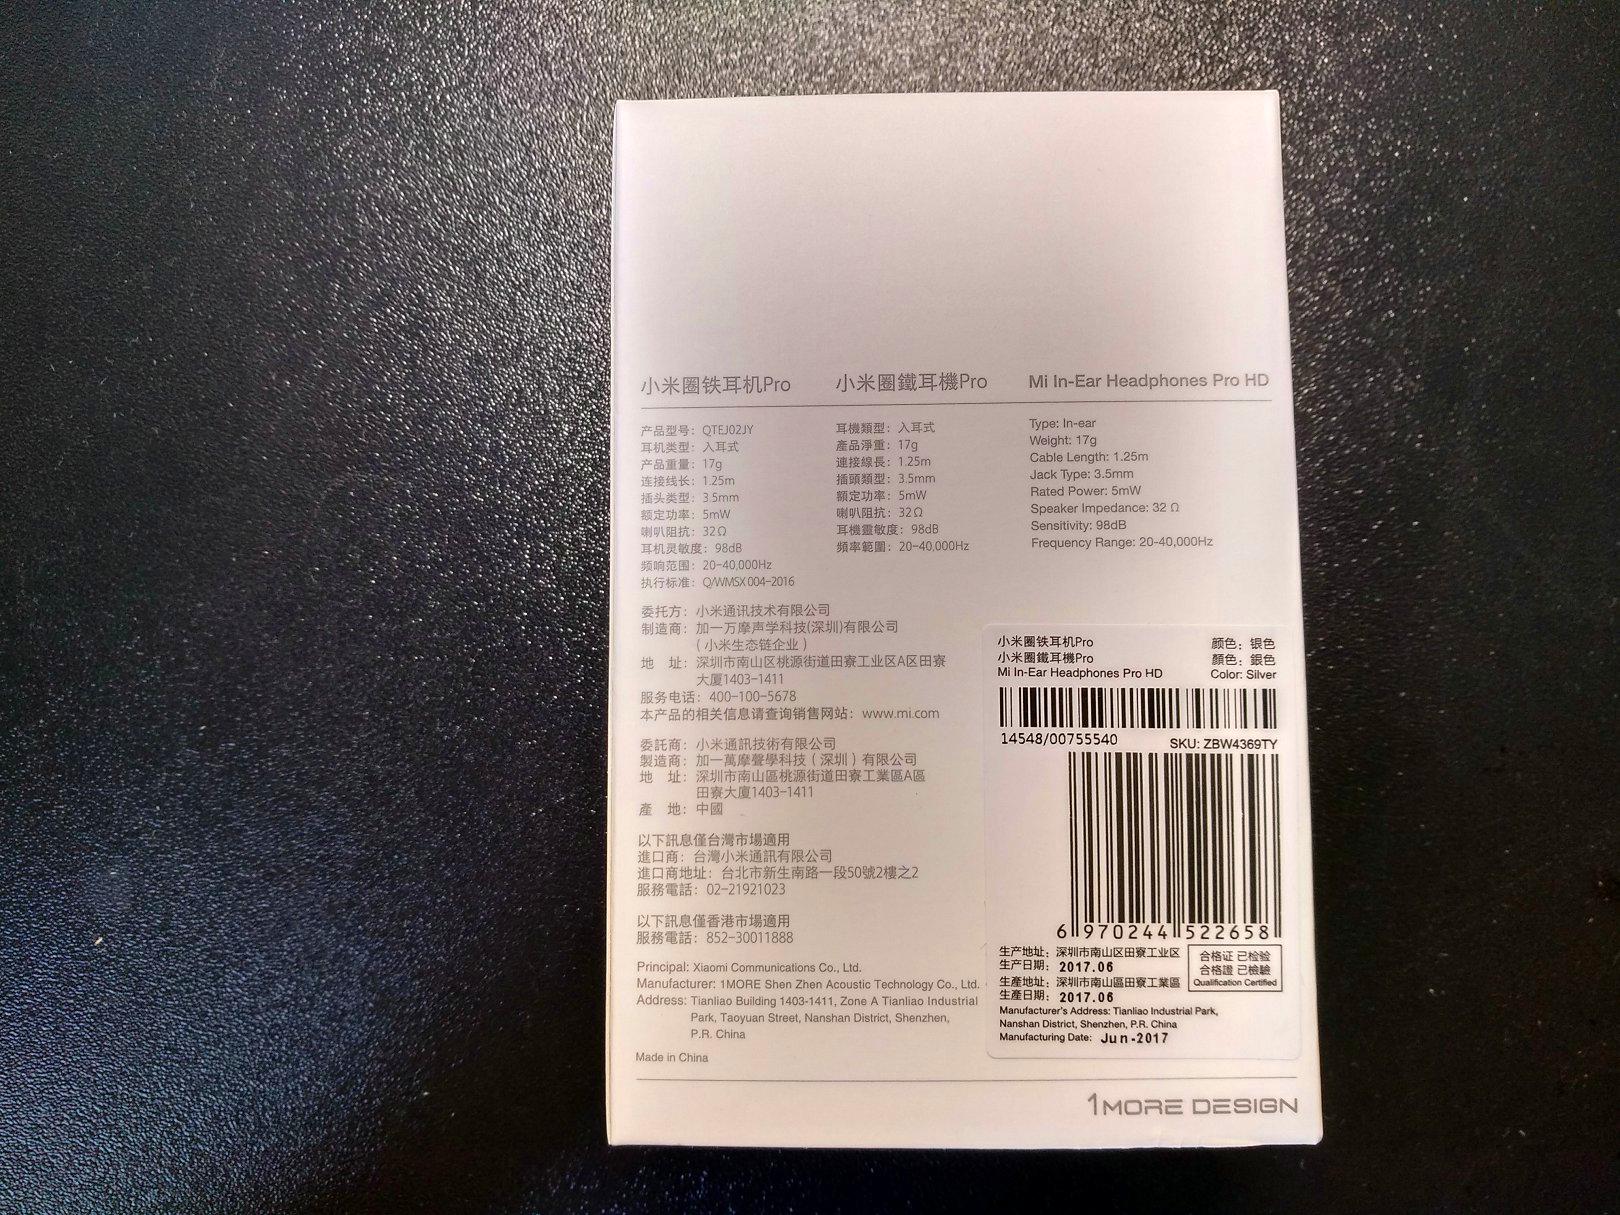 小米圈铁耳机Pro
产品型号：QTEJ02JY
耳机类型：入耳式
产品重量：17g
连接线长：1.25m
插头类型：3.5mm
额定功率：5mW
喇叭阻抗：32Ω
耳机灵敏度：98dB
频响范围：20-40,000Hz
执行标准：Q/WMSX 004-2016
小米圈鐵耳機Pro
耳機類型：入耳式
產品淨重：17g
連接線長：1.25m
插頭類型：3.5mm
額定功率：5mW
喇叭阻抗：32Ω
耳機靈敏度：98dB
頻率範圍：20-40,000Hz
Mi In-Ear Headphones Pro HD
Type: In-ear
Weight: 17g
Cable Length: 1.25m
Jack Type: 3.5mm
Rated Power: 5mW
Speaker Impedance: 32 Ω
Sensitivity: 98dB
Frequency Range: 20-40,000Hz
委托方：小米通讯技术有限公司
制造商：加一万摩声学科技(深圳)有限公司
（小米生态链企业）
地 址：深圳市南山区桃源街道田寮工业区A区田寮
大厦1403-1411
服务电话：400-100-5678
本产品的相关信息请查询销售网站：www.mi.com
委託商：小米通訊技術有限公司
製造商：加一萬摩聲學科技（深圳）有限公司
地 址：深圳市南山區桃源街道田寮工業區A區
田寮大廈1403-1411
產 地：中國
以下訊息僅台灣市場適用
進口商：台灣小米通訊有限公司
進口商地址：台北市新生南路一段50號2樓之2
服務電話：02-21921023
以下訊息僅香港市場適用
服務電話：852-30011888
Principal: Xiaomi Communications Co., Ltd.
Manufacturer: 1MORE Shen Zhen Acoustic Technology Co., Ltd.
Address: Tianliao Building 1403-1411, Zone A Tianliao Industrial
Park, Taoyuan Street, Nanshan District, Shenzhen,
P.R. China
Made in China
小米圈铁耳机Pro 颜色：银色
小米圈鐵耳機Pro 顏色：銀色
Mi In-Ear Headphones Pro HD Color: Silver
14548/00755540 SKU: ZBW4369TY
6 970244 522658
生产地址：深圳市南山区田寮工业区
生产日期：2017.06
生產地址：深圳市南山區田寮工業區
生產日期：2017.06
合格证 已检验
合格證 已檢驗
Qualification Certified
Manufacturer's Address: Tianliao Industrial Park,
Nanshan District, Shenzhen, P.R. China
Manufacturing Date: Jun-2017
1MORE DESIGN